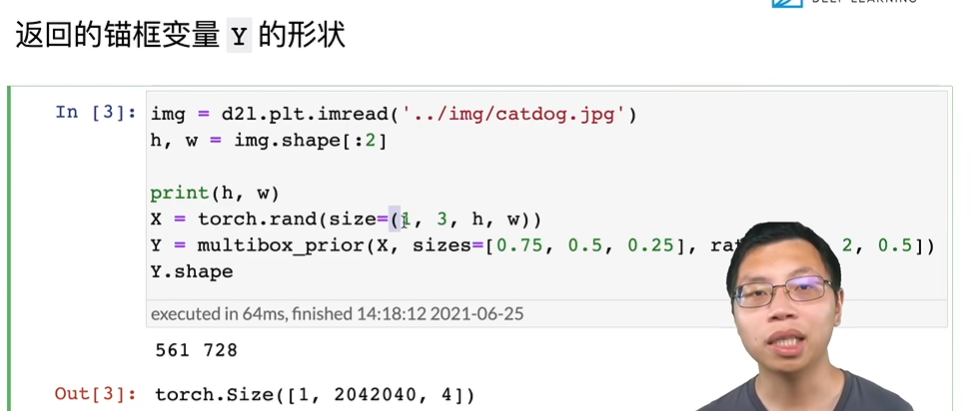 返回的锚框变量 Y 的形状
In [3]: img = d2l.plt.imread('../img/catdog.jpg')
h, w = img.shape[:2]
print(h, w)
X = torch.rand(size=(1, 3, h, w))
Y = multibox_prior(X, sizes=[0.75, 0.5, 0.25], 2, 0.5])
Y.shape
executed in 64ms, finished 14:18:12 2021-06-25
561 728
Out[3]: torch.Size([1, 2042040, 4])